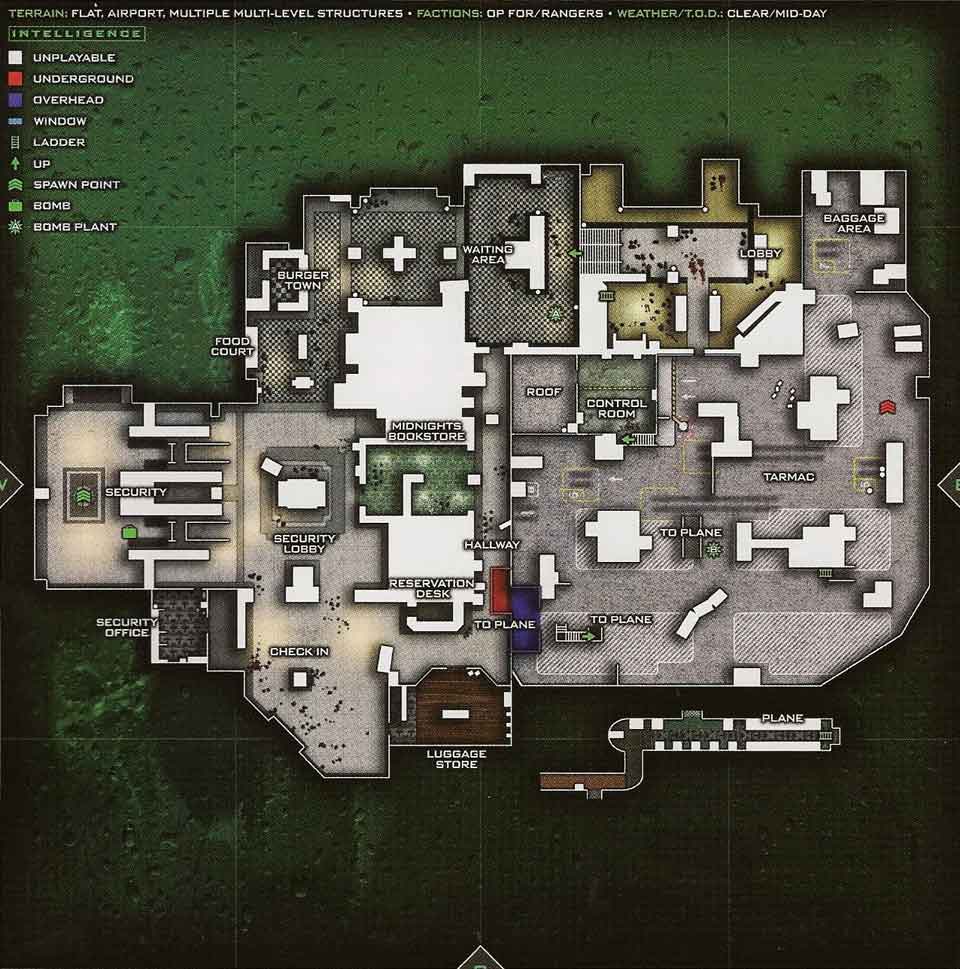 TERRAIN: FLAT, AIRPORT, MULTIPLE MULTI-LEVEL STRUCTURES • FACTIONS: OP FOR/RANGERS • WEATHER/T.O.D.: CLEAR/MID-DAY
INTELLIGENCE
UNPLAYABLE
UNDERGROUND
OVERHEAD
WINDOW
LADDER
UP
SPAWN POINT
BOMB
BOMB PLANT
BAGGAGE
AREA
WAITING
AREA
LOBBY
BURGER
TOWN
FOOD
COURT
ROOF
CONTROL
ROOM
MIDNIGHTS
BOOKSTORE
TARMAC
SECURITY
SECURITY
LOBBY
HALLWAY
TO PLANE
RESERVATION
DESK
SECURITY
OFFICE
TO PLANE
TO PLANE
CHECK IN
LUGGAGE
STORE
PLANE
A
B